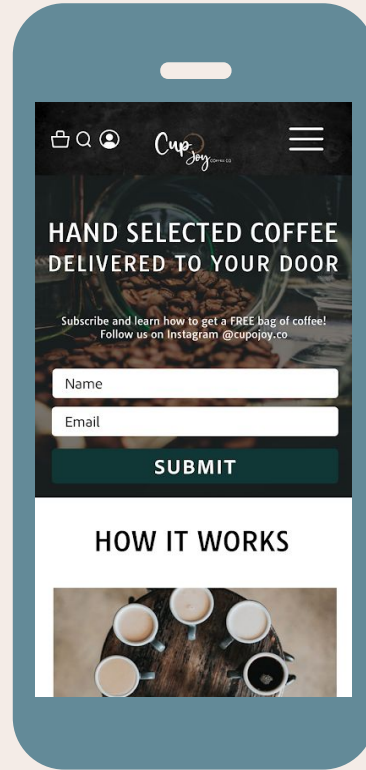 Cup
Joy
COFFEE CO
HAND SELECTED COFFEE
DELIVERED TO YOUR DOOR
Subscribe and learn how to get a FREE bag of coffee!
Follow us on Instagram @cupojoy.co
Name
Email
SUBMIT
HOW IT WORKS